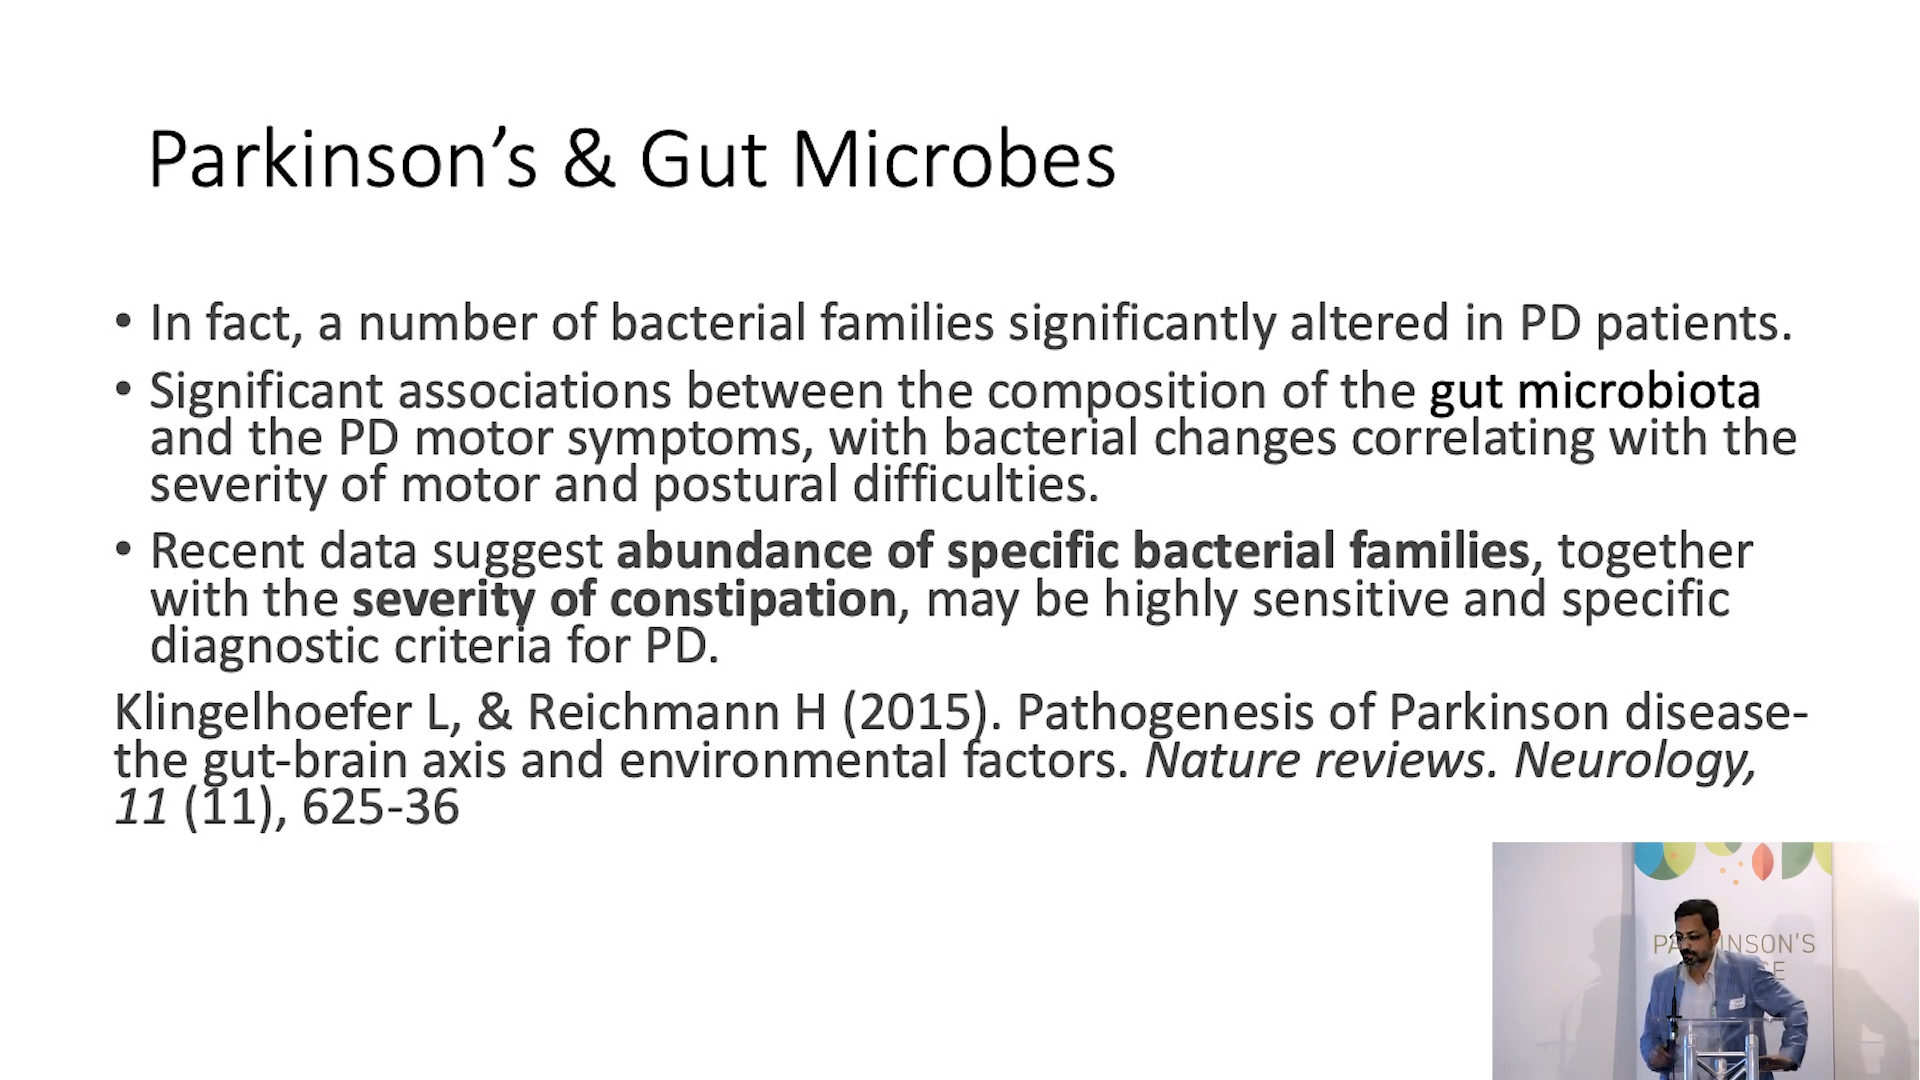 Parkinson’s & Gut Microbes
• In fact, a number of bacterial families significantly altered in PD patients.
• Significant associations between the composition of the gut microbiota
and the PD motor symptoms, with bacterial changes correlating with the
severity of motor and postural difficulties.
• Recent data suggest abundance of specific bacterial families, together
with the severity of constipation, may be highly sensitive and specific
diagnostic criteria for PD.
Klingelhoefer L, & Reichmann H (2015). Pathogenesis of Parkinson disease-
the gut-brain axis and environmental factors. Nature reviews. Neurology,
11 (11), 625-36